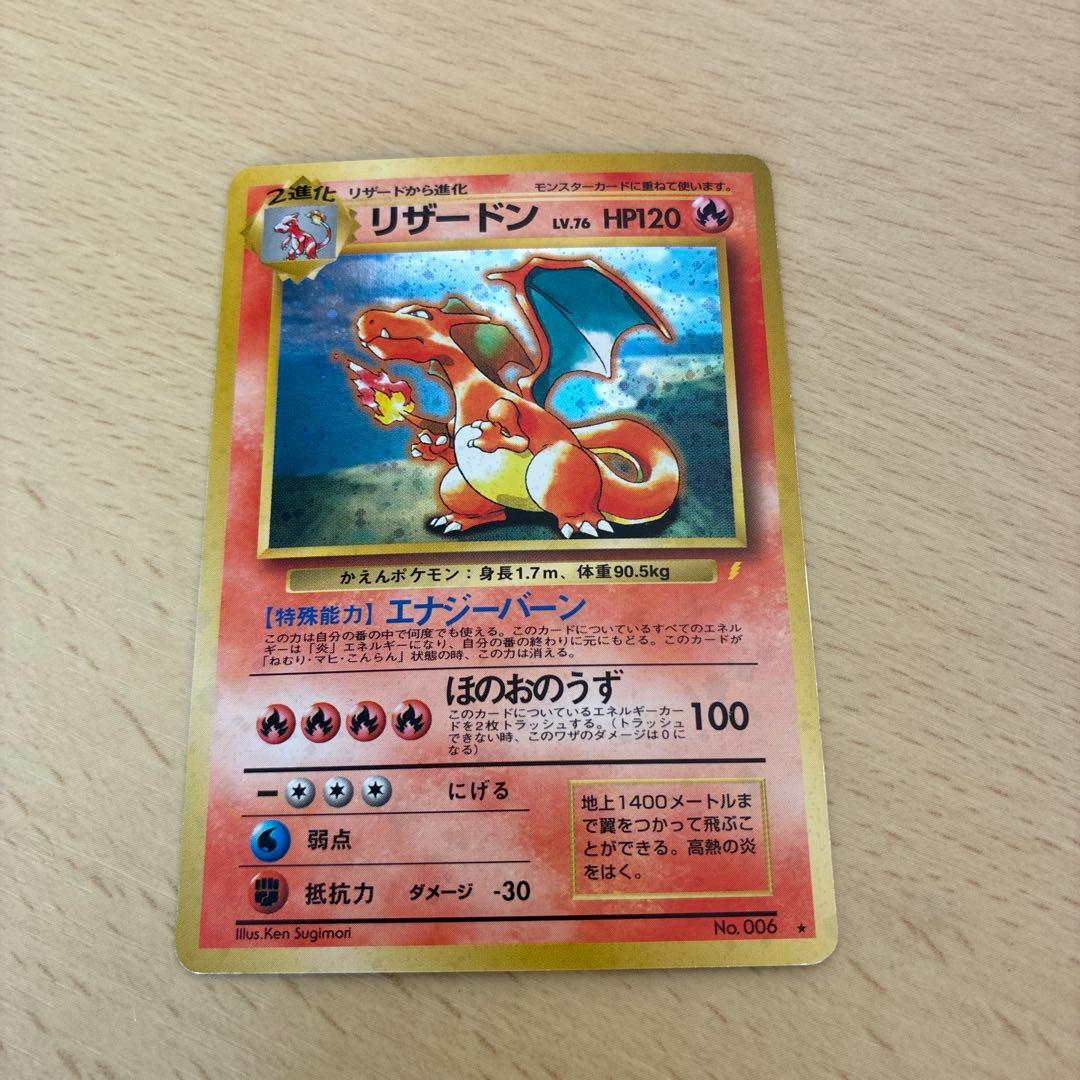 2進化
リザードから進化
モンスターカードに重ねて使います。
リザードン LV.76 HP120
かえんポケモン：身長1.7m、体重90.5kg
【特殊能力】エナジーバーン
この力は自分の番の中で何度でも使える。このカードについているすべてのエネル
ギーは「炎」エネルギーになり、自分の番の終わりに元にもどる。このカードが
「ねむり・マヒ・こんらん」状態の時、この力は消える。
ほのおのうず
このカードについているエネルギーカー
ドを2枚トラッシュする。（トラッシュ
できない時、このワザのダメージは0に
なる）
100
にげる
弱点
抵抗力 ダメージ -30
地上1400メートルま
で翼をつかって飛ぶこ
とができる。高熱の炎
をはく。
Illus.Ken Sugimori
No. 006 ★